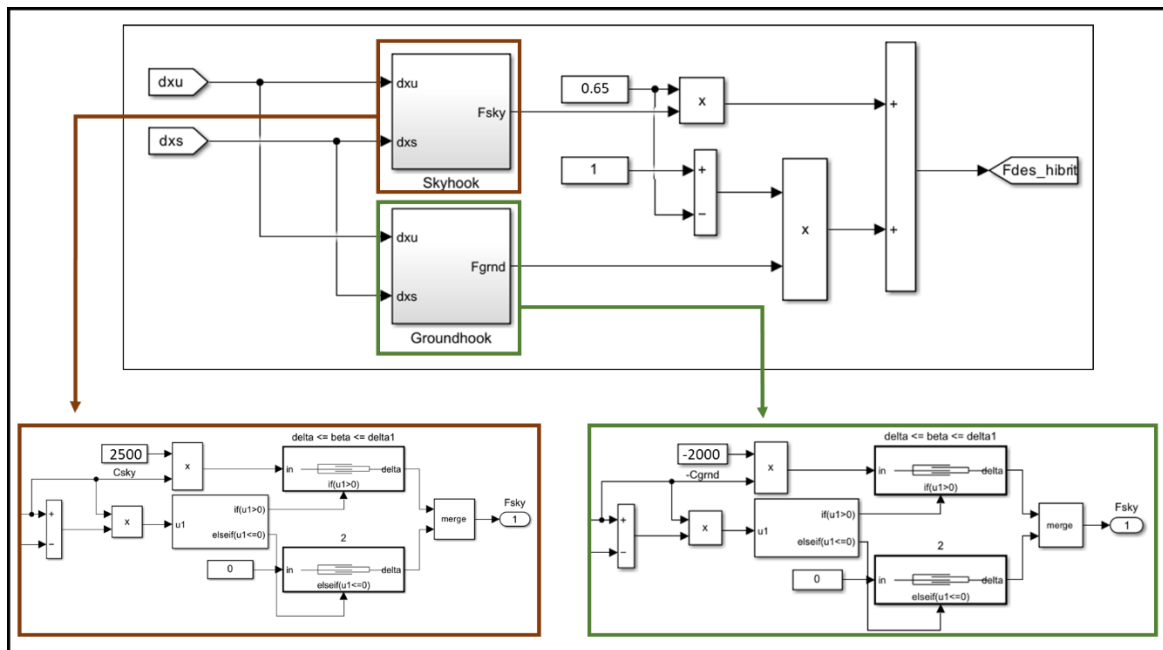 dxu
dxs
dxu
dxs
Fsky
Skyhook
dxu
dxs
Fgrnd
Groundhook
0.65
1
x
+
−
x
+
+
Fdes_hibrit
delta <= beta <= delta1
2500
Csky
x
in
delta
if(u1>0)
+
−
x
u1
if(u1>0)
elseif(u1<=0)
merge
Fsky
1
2
0
in
delta
elseif(u1<=0)
delta <= beta <= delta1
-2000
-Cgrnd
x
in
delta
if(u1>0)
+
−
x
u1
if(u1>0)
elseif(u1<=0)
merge
Fsky
1
2
0
in
delta
elseif(u1<=0)